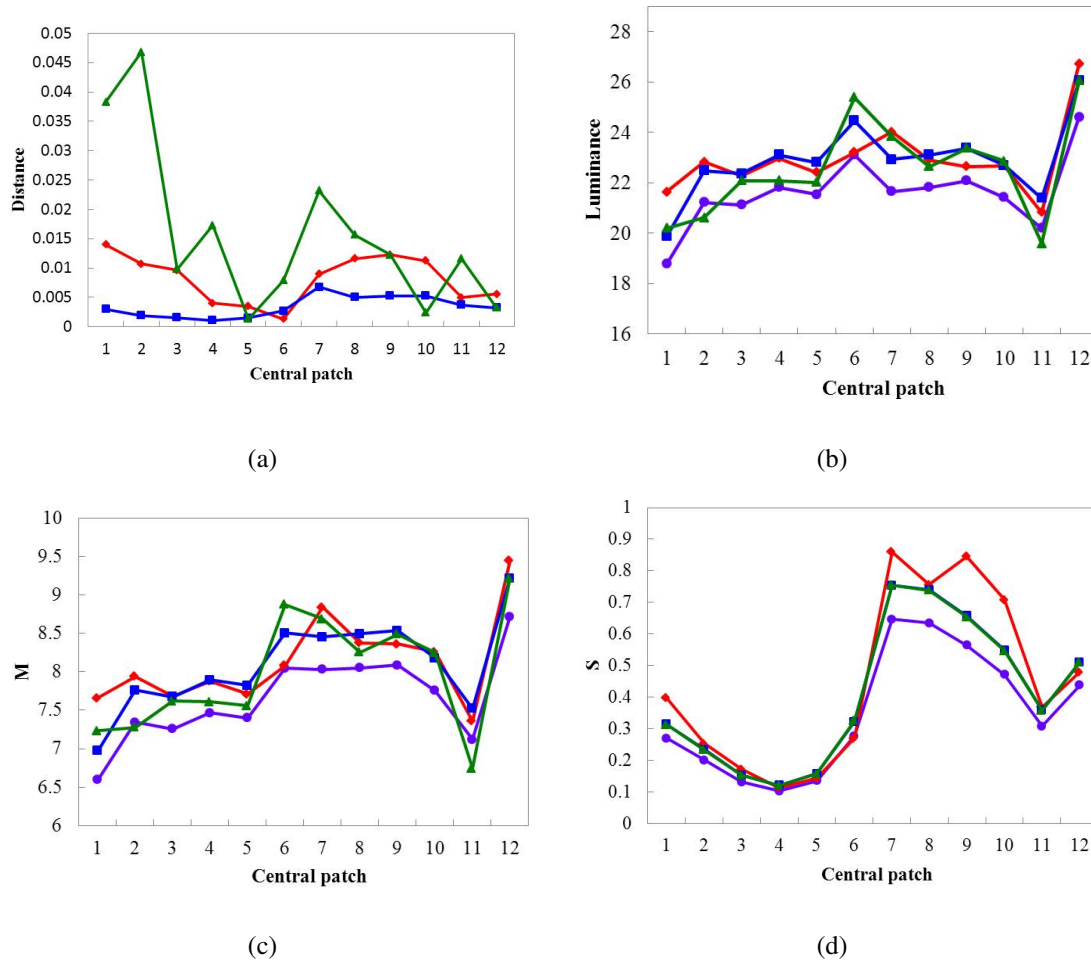 0.05
0.045
0.04
0.035
0.03
0.025
0.02
0.015
0.01
0.005
0
Distance
1 2 3 4 5 6 7 8 9 10 11 12
Central patch
(a)
28
26
24
22
20
18
16
Luminance
1 2 3 4 5 6 7 8 9 10 11 12
Central patch
(b)
10
9.5
9
8.5
8
7.5
7
6.5
6
M
1 2 3 4 5 6 7 8 9 10 11 12
Central patch
(c)
1
0.9
0.8
0.7
0.6
0.5
0.4
0.3
0.2
0.1
0
S
1 2 3 4 5 6 7 8 9 10 11 12
Central patch
(d)